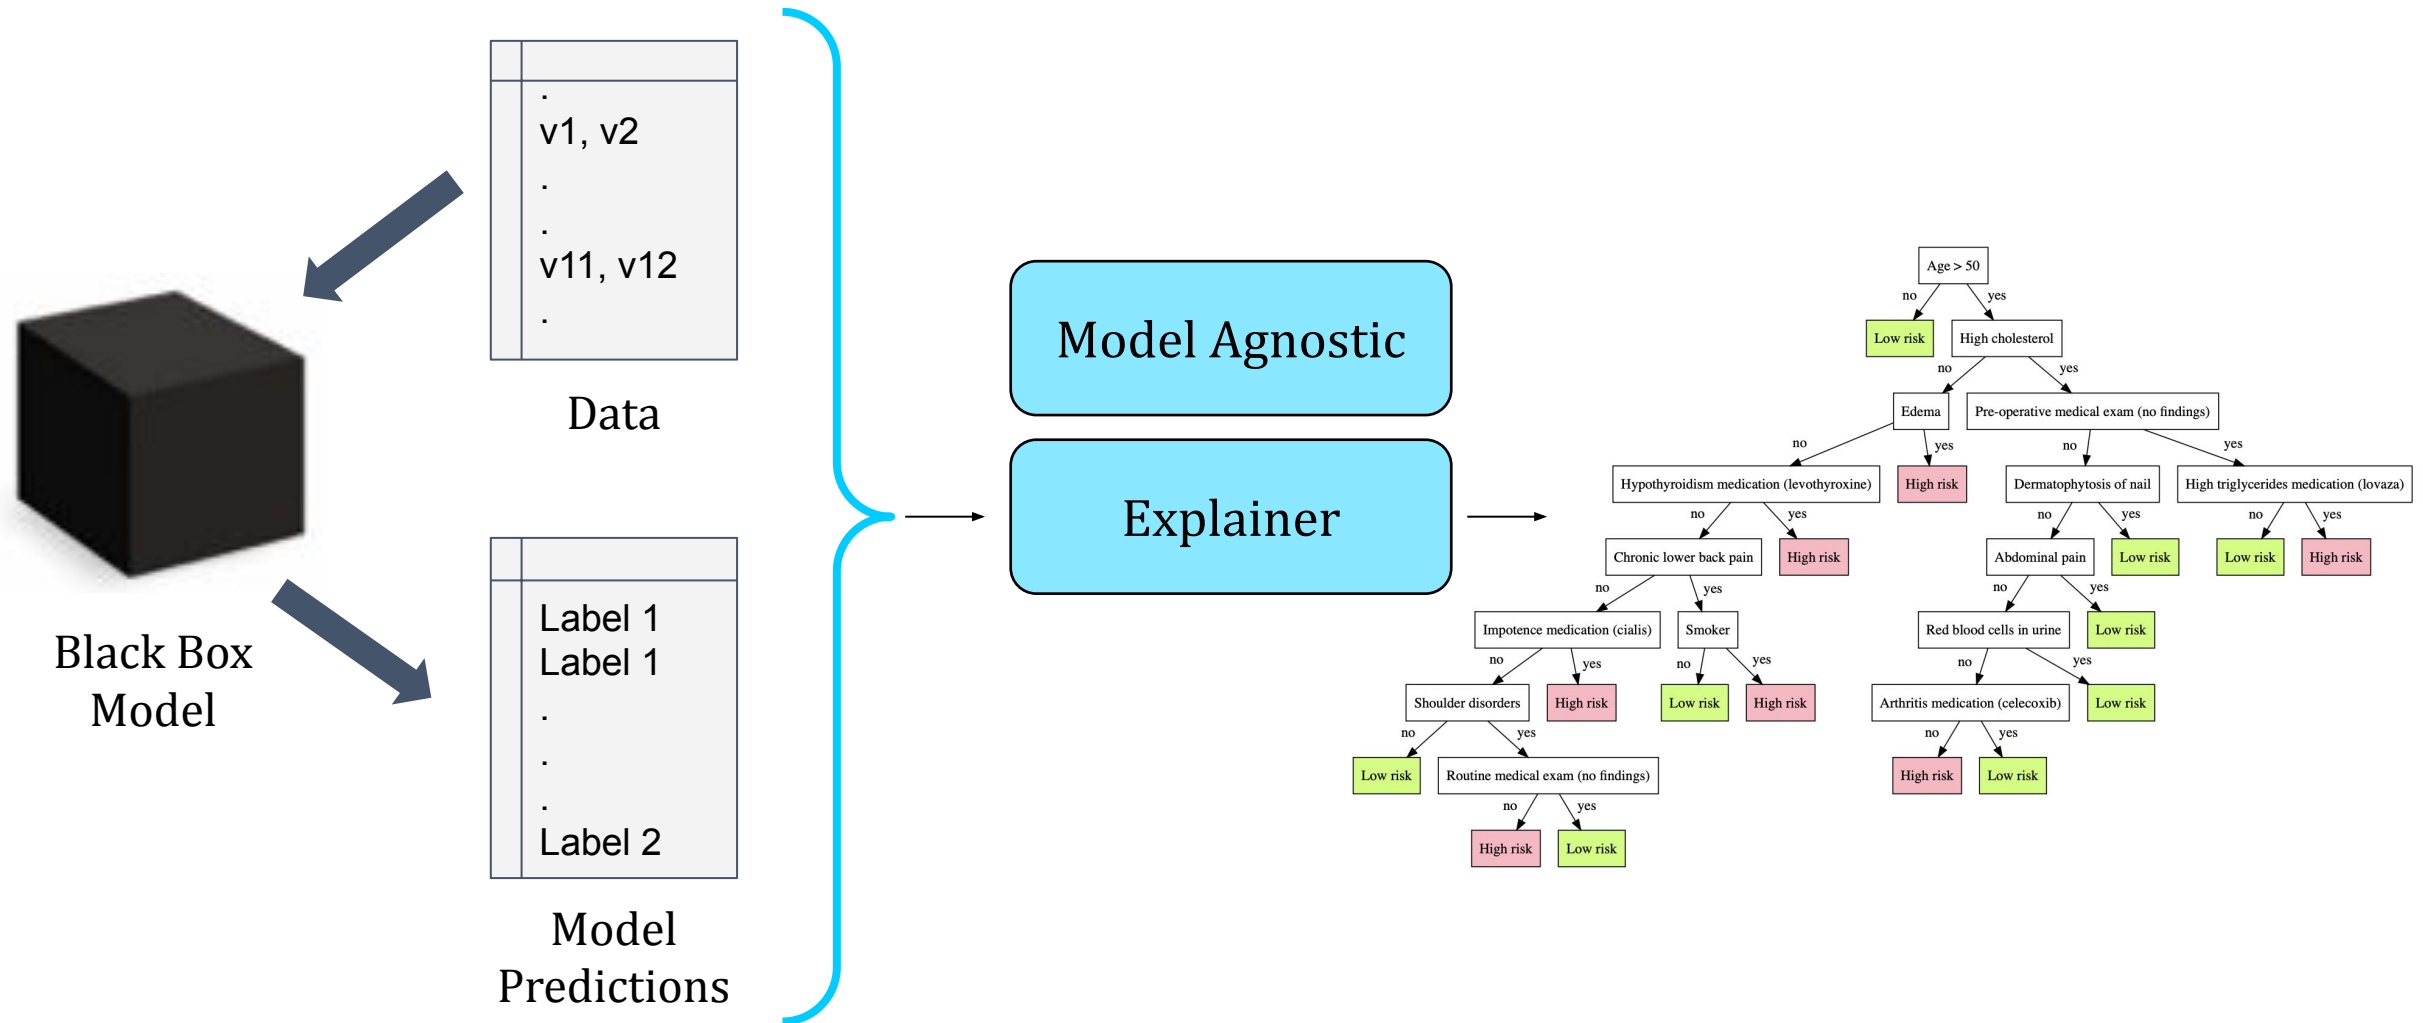 .
v1, v2
.
.
v11, v12
.
Data
Black Box
Model
Label 1
Label 1
.
.
.
Label 2
Model
Predictions
Model Agnostic
Explainer
Age > 50
no
yes
Low risk
High cholesterol
no
yes
Edema
Pre-operative medical exam (no findings)
no
yes
no
yes
Hypothyroidism medication (levothyroxine)
High risk
Dermatophytosis of nail
High triglycerides medication (lovaza)
no
yes
no
yes
no
yes
Chronic lower back pain
High risk
Abdominal pain
Low risk
Low risk
High risk
no
yes
no
yes
Impotence medication (cialis)
Smoker
Red blood cells in urine
Low risk
no
yes
no
yes
no
yes
Shoulder disorders
High risk
Low risk
High risk
Arthritis medication (celecoxib)
Low risk
no
yes
no
yes
Low risk
Routine medical exam (no findings)
High risk
Low risk
no
yes
High risk
Low risk